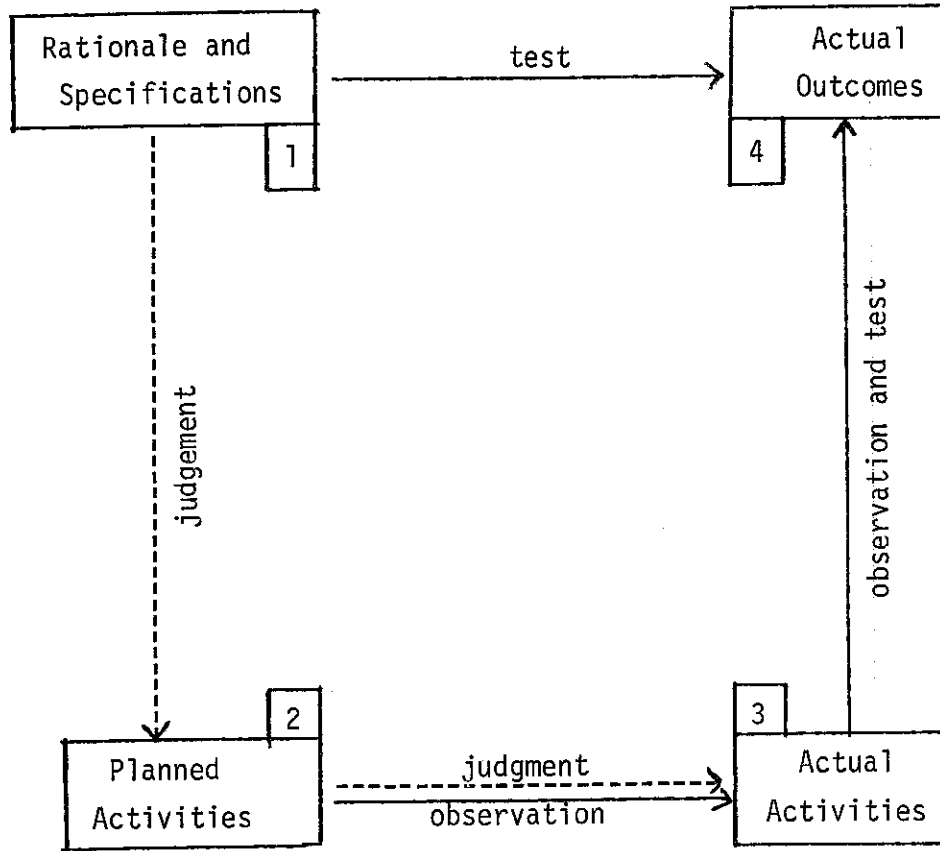 Rationale and
Specifications
1
test
Actual
Outcomes
4
judgement
observation and test
2
Planned
Activities
judgment
observation
3
Actual
Activities